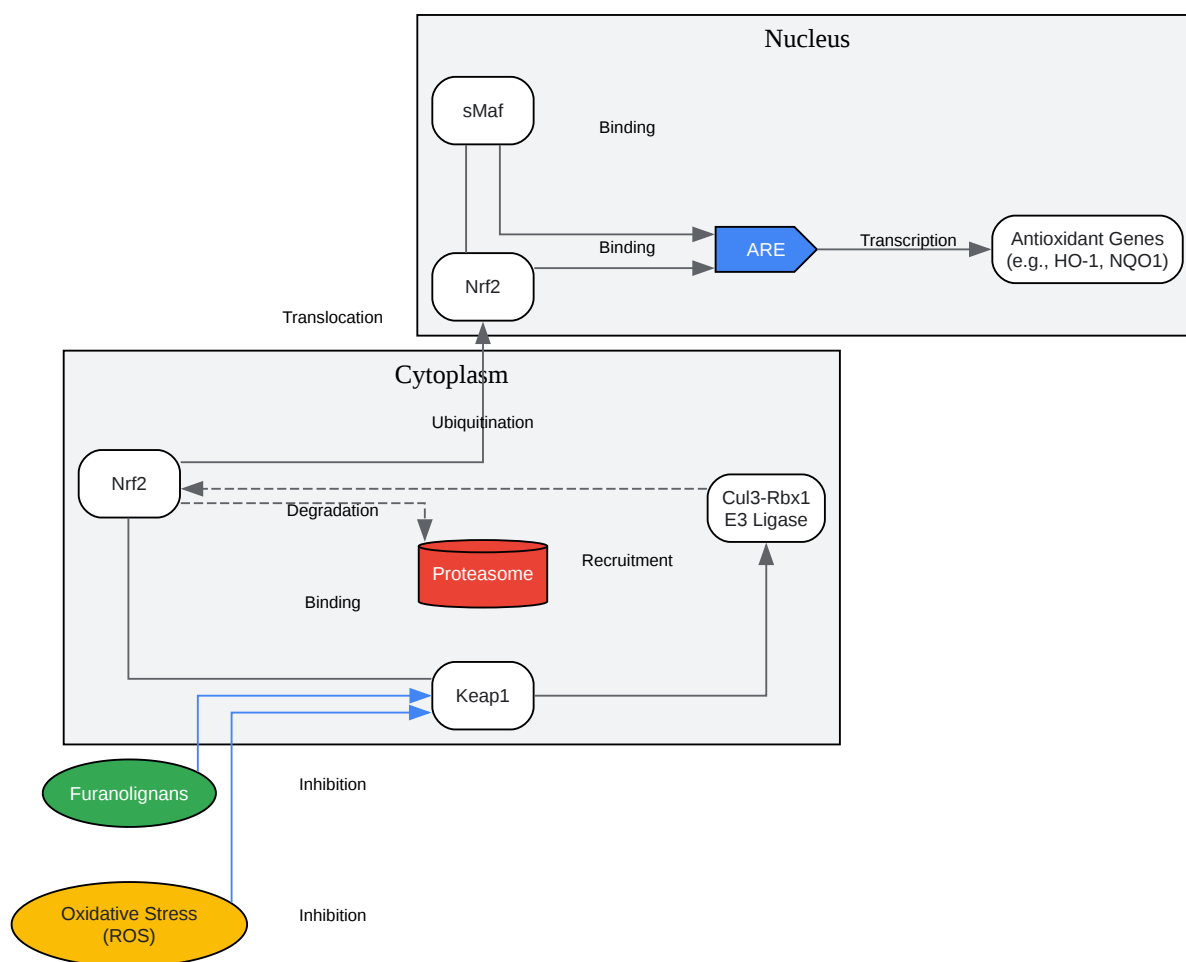 Nucleus
sMaf
Binding
Binding
ARE
Transcription
Antioxidant Genes
(e.g., HO-1, NQO1)
Nrf2
Translocation
Cytoplasm
Ubiquitination
Nrf2
Cul3-Rbx1
E3 Ligase
Degradation
Recruitment
Proteasome
Binding
Keap1
Furanolignans
Inhibition
Oxidative Stress
(ROS)
Inhibition